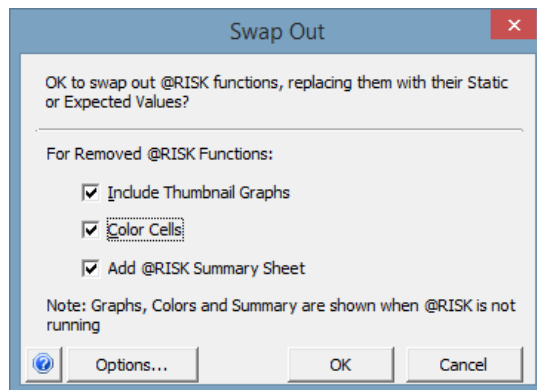 Swap Out
OK to swap out @RISK functions, replacing them with their Static
or Expected Values?
For Removed @RISK Functions:
Include Thumbnail Graphs
Color Cells
Add @RISK Summary Sheet
Note: Graphs, Colors and Summary are shown when @RISK is not
running
? Options... OK Cancel